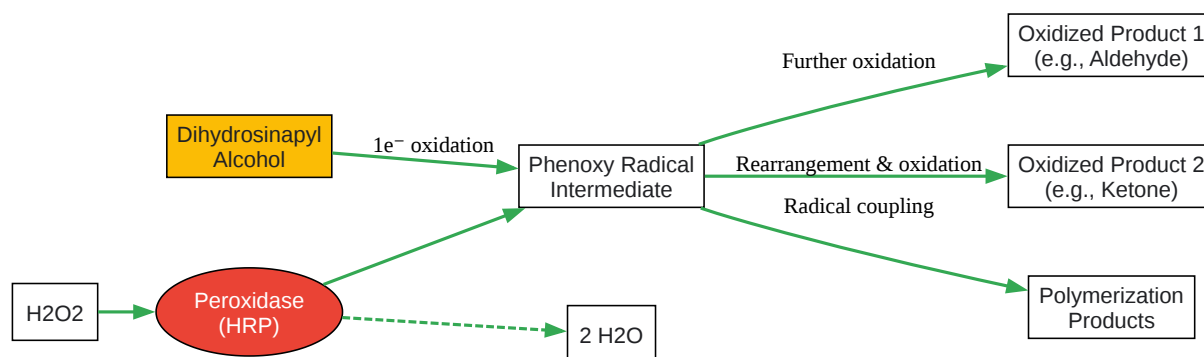 Oxidized Product 1
(e.g., Aldehyde)
Further oxidation
Dihydrosinapyl
Alcohol
1e⁻ oxidation
Phenoxy Radical
Intermediate
Rearrangement & oxidation
Oxidized Product 2
(e.g., Ketone)
Radical coupling
H2O2
Peroxidase
(HRP)
2 H2O
Polymerization
Products